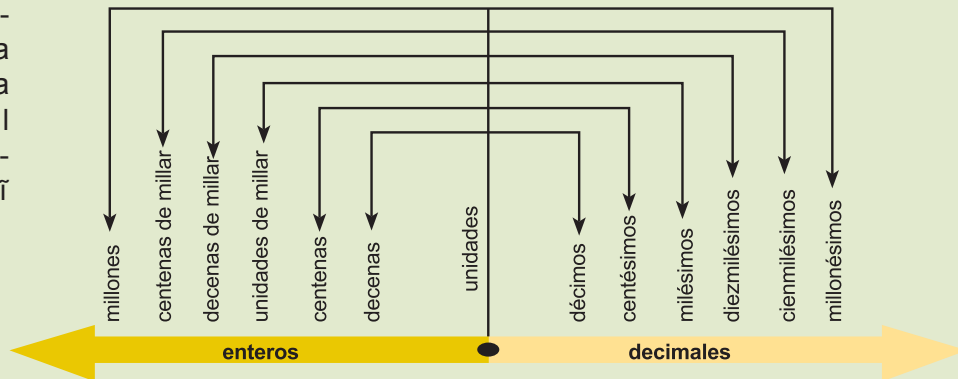 -
a
a
l
-
ĩ
millones
centenas de millar
decenas de millar
unidades de millar
centenas
decenas
unidades
décimos
centésimos
milésimos
diezmilésimos
cienmilésimos
millonésimos
enteros
decimales